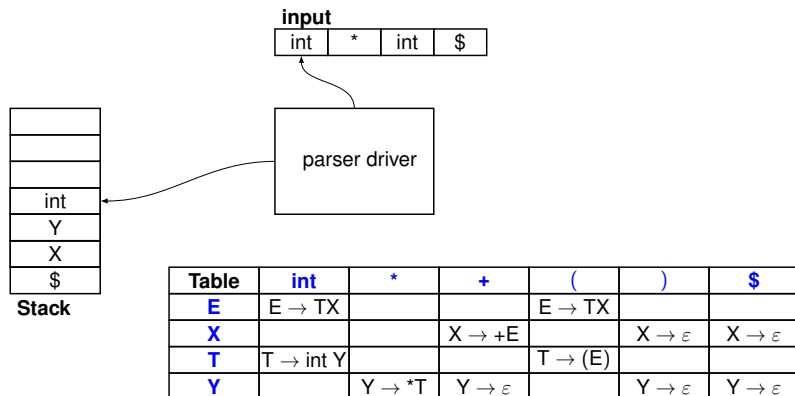 input
int * int $
parser driver
int
Y
X
$
Stack
Table int * + ( ) $
E E → TX E → TX
X X → +E X → ε X → ε
T T → int Y T → (E)
Y Y → *T Y → ε Y → ε Y → ε